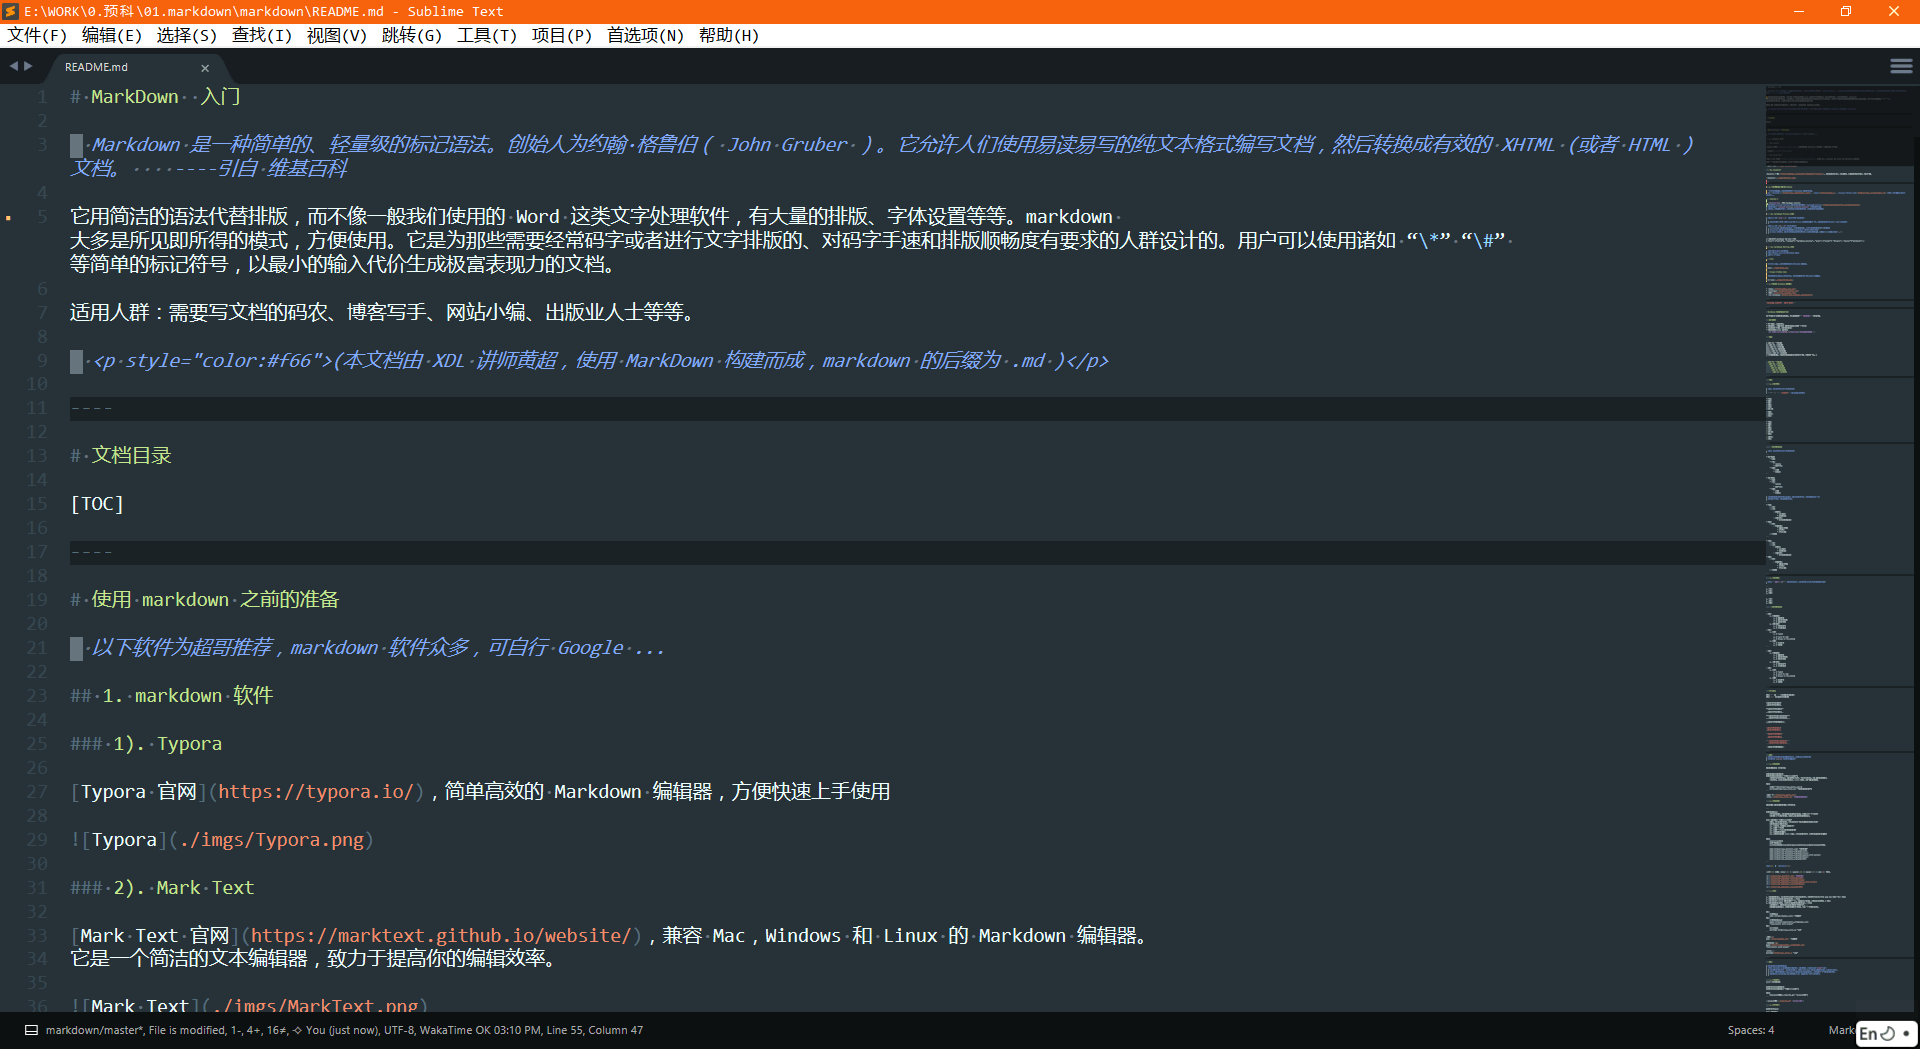 E:\WORK\0.预科\01.markdown\markdown\README.md - Sublime Text
文件(F) 编辑(E) 选择(S) 查找(I) 视图(V) 跳转(G) 工具(T) 项目(P) 首选项(N) 帮助(H)
README.md
1 # MarkDown  入门
2
3 Markdown 是一种简单的、轻量级的标记语法。创始人为约翰·格鲁伯( John Gruber )。它允许人们使用易读易写的纯文本格式编写文档,然后转换成有效的 XHTML (或者 HTML )
文档。    ----引自 维基百科
4
5 它用简洁的语法代替排版,而不像一般我们使用的 Word 这类文字处理软件,有大量的排版、字体设置等等。markdown
大多是所见即所得的模式,方便使用。它是为那些需要经常码字或者进行文字排版的、对码字手速和排版顺畅度有要求的人群设计的。用户可以使用诸如 “\*” “\#”
等简单的标记符号,以最小的输入代价生成极富表现力的文档。
6
7 适用人群:需要写文档的码农、博客写手、网站小编、出版业人士等等。
8
9 <p style="color:#f66">(本文档由 XDL 讲师黄超,使用 MarkDown 构建而成,markdown 的后缀为 .md )</p>
10
11 ----
12
13 # 文档目录
14
15 [TOC]
16
17 ----
18
19 # 使用 markdown 之前的准备
20
21 以下软件为超哥推荐,markdown 软件众多,可自行 Google ...
22
23 ## 1. markdown 软件
24
25 ### 1). Typora
26
27 [Typora 官网](https://typora.io/),简单高效的 Markdown 编辑器,方便快速上手使用
28
29 ![Typora](./imgs/Typora.png)
30
31 ### 2). Mark Text
32
33 [Mark Text 官网](https://marktext.github.io/website/),兼容 Mac,Windows 和 Linux 的 Markdown 编辑器。
34 它是一个简洁的文本编辑器,致力于提高你的编辑效率。
35
36 ![Mark Text](./imgs/MarkText.png)
markdown/master*, File is modified, 1-, 4+, 16≠, You (just now), UTF-8, WakaTime OK 03:10 PM, Line 55, Column 47
Spaces: 4
Mark
En